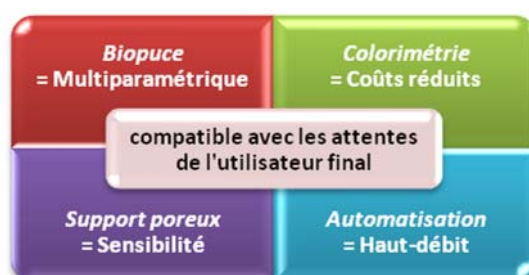 Biopuce
= Multiparamétrique
Colorimétrie
= Coûts réduits
compatible avec les attentes
de l'utilisateur final
Support poreux
= Sensibilité
Automatisation
= Haut-débit